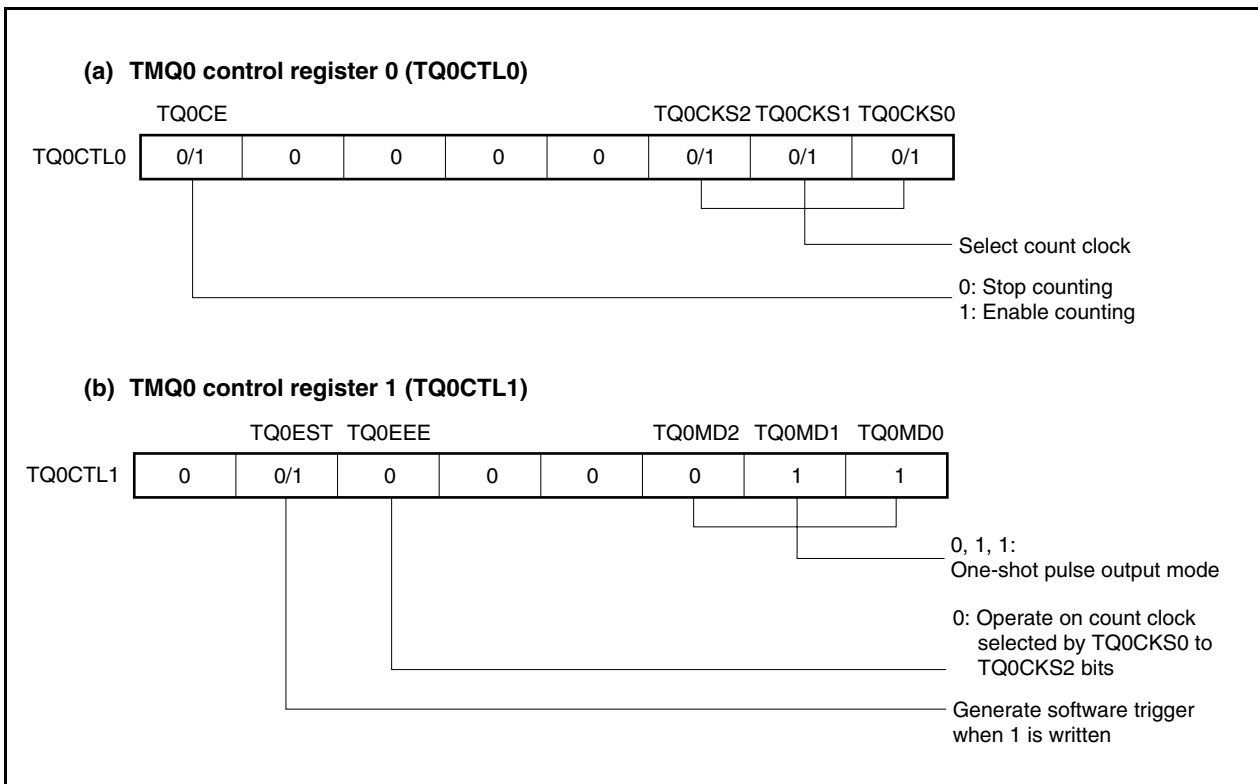 (a) TMQ0 control register 0 (TQ0CTL0)
TQ0CE TQ0CKS2 TQ0CKS1 TQ0CKS0
TQ0CTL0 0/1 0 0 0 0 0/1 0/1 0/1
Select count clock
0: Stop counting
1: Enable counting
(b) TMQ0 control register 1 (TQ0CTL1)
TQ0EST TQ0EEE TQ0MD2 TQ0MD1 TQ0MD0
TQ0CTL1 0 0/1 0 0 0 0 1 1
0, 1, 1:
One-shot pulse output mode
0: Operate on count clock
selected by TQ0CKS0 to
TQ0CKS2 bits
Generate software trigger
when 1 is written